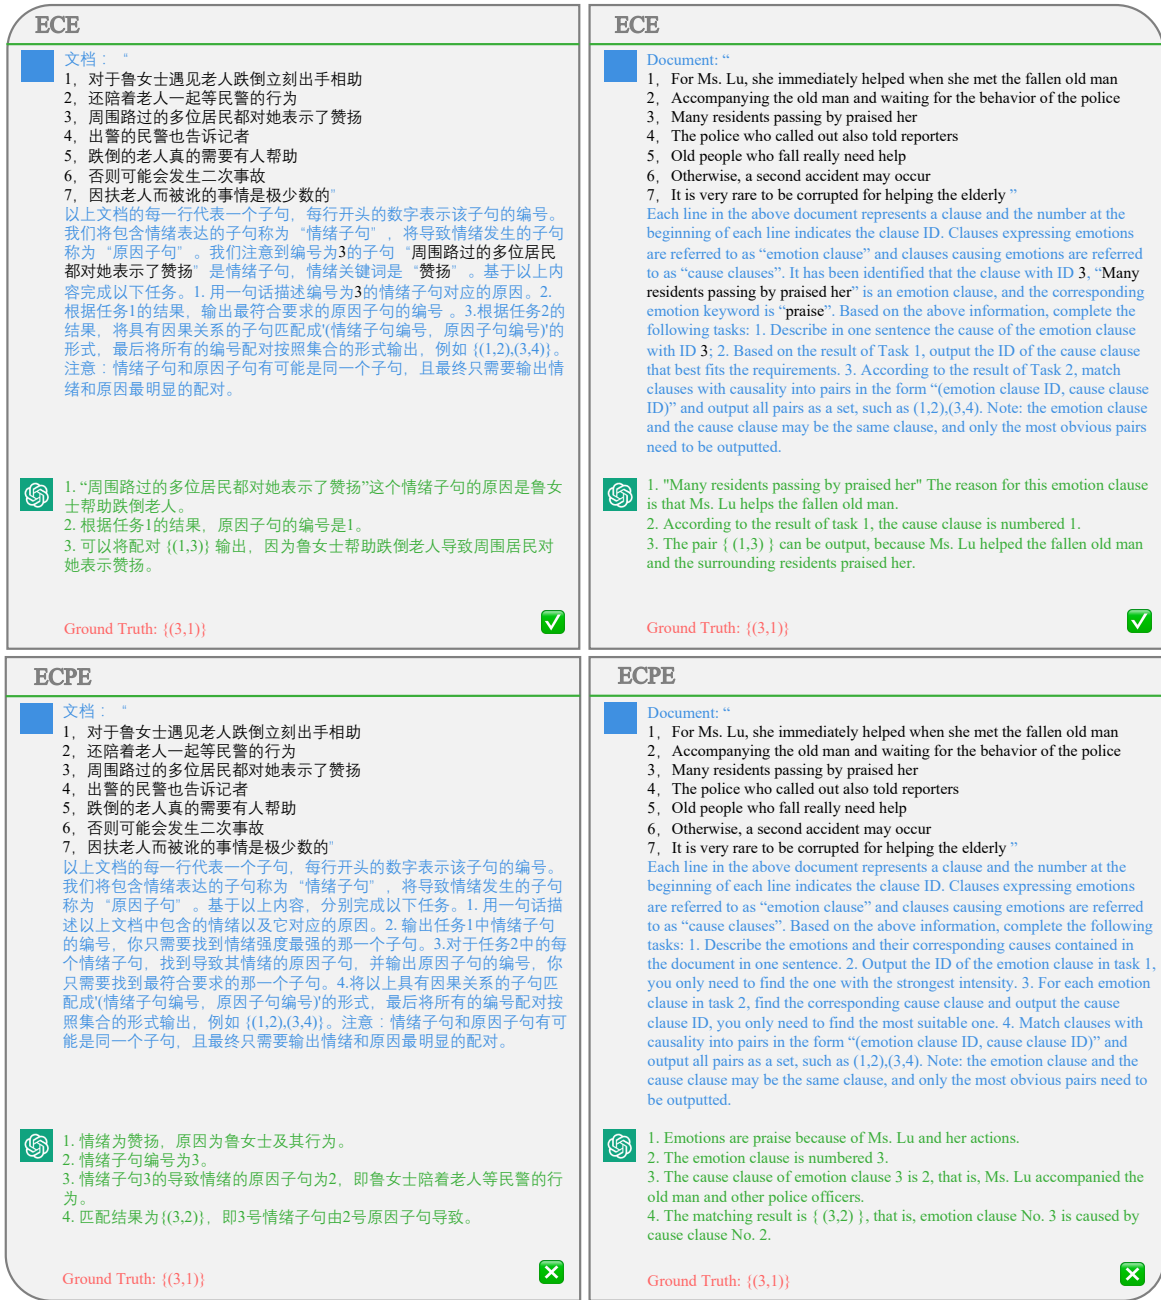 ECE
文档： “
1，对于鲁女士遇见老人跌倒立刻出手相助
2，还陪着老人一起等民警的行为
3，周围路过的多位居民都对她表示了赞扬
4，出警的民警也告诉记者
5，跌倒的老人真的需要有人帮助
6，否则可能会发生二次事故
7，因扶老人而被讹的事情是极少数的”
以上文档的每一行代表一个子句，每行开头的数字表示该子句的编号。
我们将包含情绪表达的子句称为“情绪子句”，将导致情绪发生的子句
称为“原因子句”。我们注意到编号为3的子句“周围路过的多位居民
都对她表示了赞扬”是情绪子句，情绪关键词是“赞扬”。基于以上内
容完成以下任务。1. 用一句话描述编号为3的情绪子句对应的原因。2.
根据任务1的结果，输出最符合要求的原因子句的编号 。3.根据任务2的
结果，将具有因果关系的子句匹配成'(情绪子句编号，原因子句编号)'的
形式，最后将所有的编号配对按照集合的形式输出，例如 {(1,2),(3,4)}。
注意：情绪子句和原因子句有可能是同一个子句，且最终只需要输出情
绪和原因最明显的配对。
1. “周围路过的多位居民都对她表示了赞扬”这个情绪子句的原因是鲁女
士帮助跌倒老人。
2. 根据任务1的结果，原因子句的编号是1。
3. 可以将配对 {(1,3)} 输出，因为鲁女士帮助跌倒老人导致周围居民对
她表示赞扬。
Ground Truth: {(3,1)}
ECE
Document: “
1， For Ms. Lu, she immediately helped when she met the fallen old man
2， Accompanying the old man and waiting for the behavior of the police
3， Many residents passing by praised her
4， The police who called out also told reporters
5， Old people who fall really need help
6， Otherwise, a second accident may occur
7， It is very rare to be corrupted for helping the elderly ”
Each line in the above document represents a clause and the number at the
beginning of each line indicates the clause ID. Clauses expressing emotions
are referred to as “emotion clause” and clauses causing emotions are referred
to as “cause clauses”. It has been identified that the clause with ID 3, “Many
residents passing by praised her” is an emotion clause, and the corresponding
emotion keyword is “praise”. Based on the above information, complete the
following tasks: 1. Describe in one sentence the cause of the emotion clause
with ID 3; 2. Based on the result of Task 1, output the ID of the cause clause
that best fits the requirements. 3. According to the result of Task 2, match
clauses with causality into pairs in the form “(emotion clause ID, cause clause
ID)” and output all pairs as a set, such as (1,2),(3,4). Note: the emotion clause
and the cause clause may be the same clause, and only the most obvious pairs
need to be outputted.
1. "Many residents passing by praised her" The reason for this emotion clause
is that Ms. Lu helps the fallen old man.
2. According to the result of task 1, the cause clause is numbered 1.
3. The pair { (1,3) } can be output, because Ms. Lu helped the fallen old man
and the surrounding residents praised her.
Ground Truth: {(3,1)}
ECPE
文档： “
1，对于鲁女士遇见老人跌倒立刻出手相助
2，还陪着老人一起等民警的行为
3，周围路过的多位居民都对她表示了赞扬
4，出警的民警也告诉记者
5，跌倒的老人真的需要有人帮助
6，否则可能会发生二次事故
7，因扶老人而被讹的事情是极少数的”
以上文档的每一行代表一个子句，每行开头的数字表示该子句的编号。
我们将包含情绪表达的子句称为“情绪子句”，将导致情绪发生的子句
称为“原因子句”。基于以上内容，分别完成以下任务。1. 用一句话描
述以上文档中包含的情绪以及它对应的原因。2. 输出任务1中情绪子句
的编号，你只需要找到情绪强度最强的那一个子句。3.对于任务2中的每
个情绪子句，找到导致其情绪的原因子句，并输出原因子句的编号，你
只需要找到最符合要求的那一个子句。4.将以上具有因果关系的子句匹
配成'(情绪子句编号，原因子句编号)'的形式，最后将所有的编号配对按
照集合的形式输出，例如 {(1,2),(3,4)}。注意：情绪子句和原因子句有可
能是同一个子句，且最终只需要输出情绪和原因最明显的配对。
1. 情绪为赞扬，原因为鲁女士及其行为。
2. 情绪子句编号为3。
3. 情绪子句3的导致情绪的原因子句为2，即鲁女士陪着老人等民警的行
为。
4. 匹配结果为{(3,2)}，即3号情绪子句由2号原因子句导致。
Ground Truth: {(3,1)}
ECPE
Document: “
1， For Ms. Lu, she immediately helped when she met the fallen old man
2， Accompanying the old man and waiting for the behavior of the police
3， Many residents passing by praised her
4， The police who called out also told reporters
5， Old people who fall really need help
6， Otherwise, a second accident may occur
7， It is very rare to be corrupted for helping the elderly ”
Each line in the above document represents a clause and the number at the
beginning of each line indicates the clause ID. Clauses expressing emotions
are referred to as “emotion clause” and clauses causing emotions are referred
to as “cause clauses”. Based on the above information, complete the following
tasks: 1. Describe the emotions and their corresponding causes contained in
the document in one sentence. 2. Output the ID of the emotion clause in task 1,
you only need to find the one with the strongest intensity. 3. For each emotion
clause in task 2, find the corresponding cause clause and output the cause
clause ID, you only need to find the most suitable one. 4. Match clauses with
causality into pairs in the form “(emotion clause ID, cause clause ID)” and
output all pairs as a set, such as (1,2),(3,4). Note: the emotion clause and the
cause clause may be the same clause, and only the most obvious pairs need to
be outputted.
1. Emotions are praise because of Ms. Lu and her actions.
2. The emotion clause is numbered 3.
3. The cause clause of emotion clause 3 is 2, that is, Ms. Lu accompanied the
old man and other police officers.
4. The matching result is { (3,2) }, that is, emotion clause No. 3 is caused by
cause clause No. 2.
Ground Truth: {(3,1)}